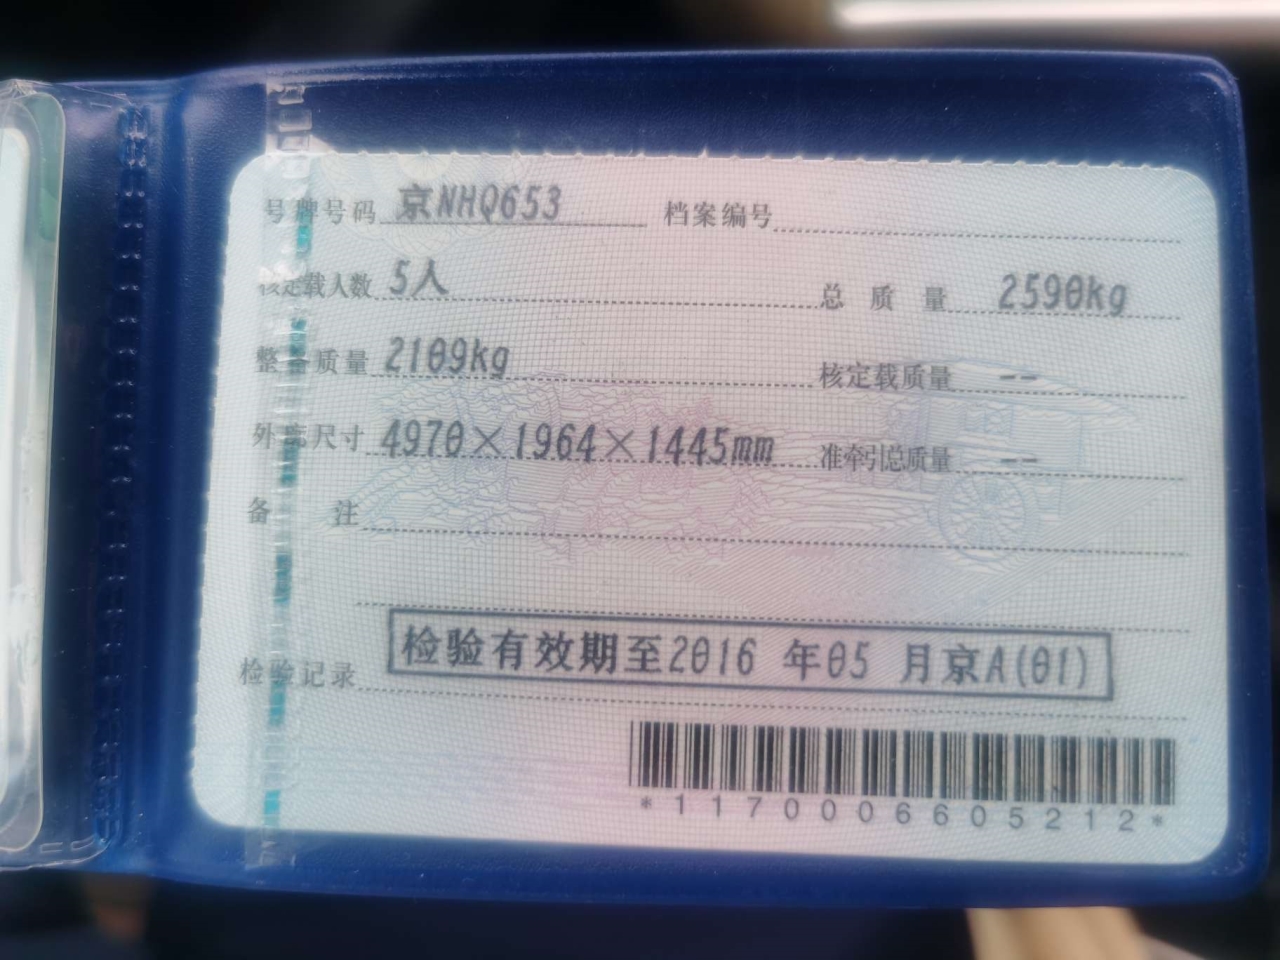 号牌号码 京NHQ653 档案编号
核定载人数 5人 总质量 2590kg
整备质量 2109kg 核定载质量 --
外廓尺寸 4970×1964×1445mm 准牵引总质量 --
备注
检验记录 检验有效期至2016 年05 月京A(01)
*1170006605212*